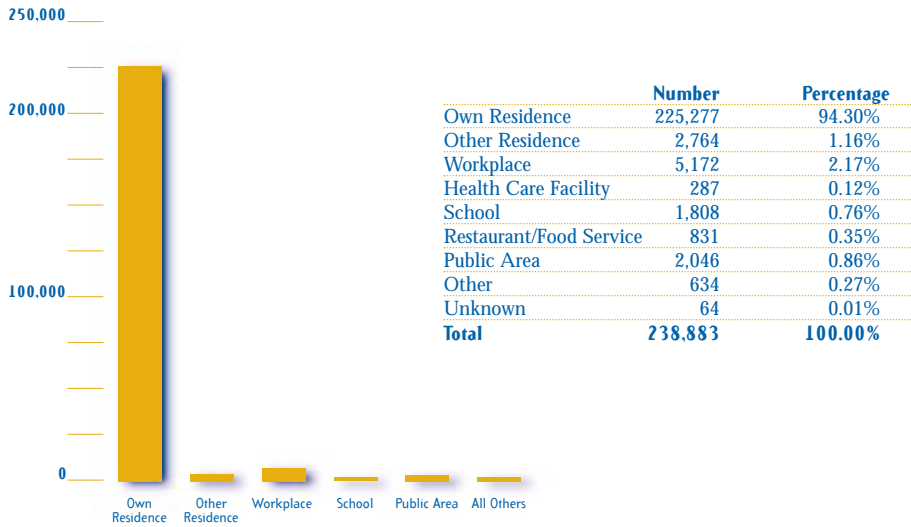 250,000
200,000
100,000
0
Own Residence
Other Residence
Workplace
School
Public Area
All Others
Number Percentage
Own Residence 225,277 94.30%
Other Residence 2,764 1.16%
Workplace 5,172 2.17%
Health Care Facility 287 0.12%
School 1,808 0.76%
Restaurant/Food Service 831 0.35%
Public Area 2,046 0.86%
Other 634 0.27%
Unknown 64 0.01%
Total 238,883 100.00%